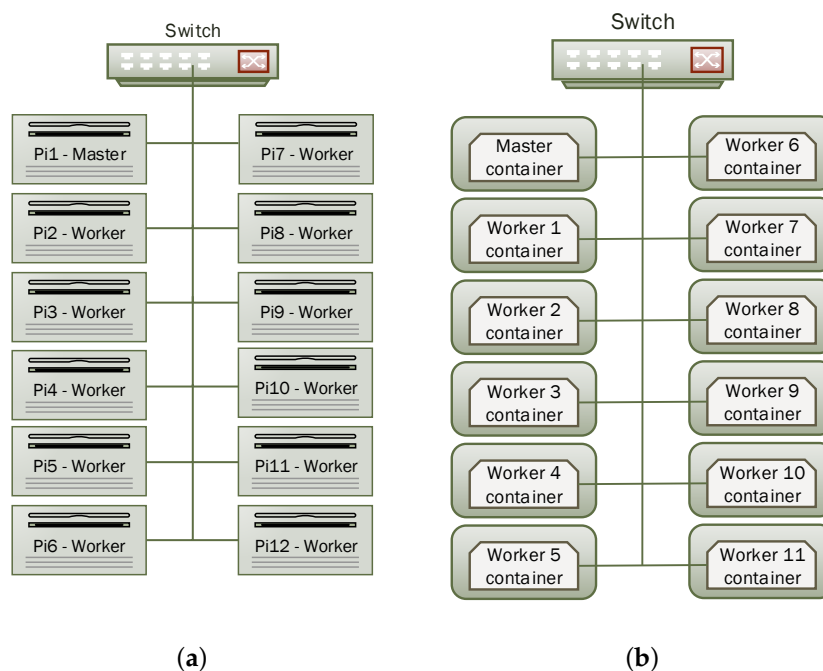 Switch
Pi1 - Master
Pi2 - Worker
Pi3 - Worker
Pi4 - Worker
Pi5 - Worker
Pi6 - Worker
Pi7 - Worker
Pi8 - Worker
Pi9 - Worker
Pi10 - Worker
Pi11 - Worker
Pi12 - Worker
(a)
Switch
Master
container
Worker 1
container
Worker 2
container
Worker 3
container
Worker 4
container
Worker 5
container
Worker 6
container
Worker 7
container
Worker 8
container
Worker 9
container
Worker 10
container
Worker 11
container
(b)